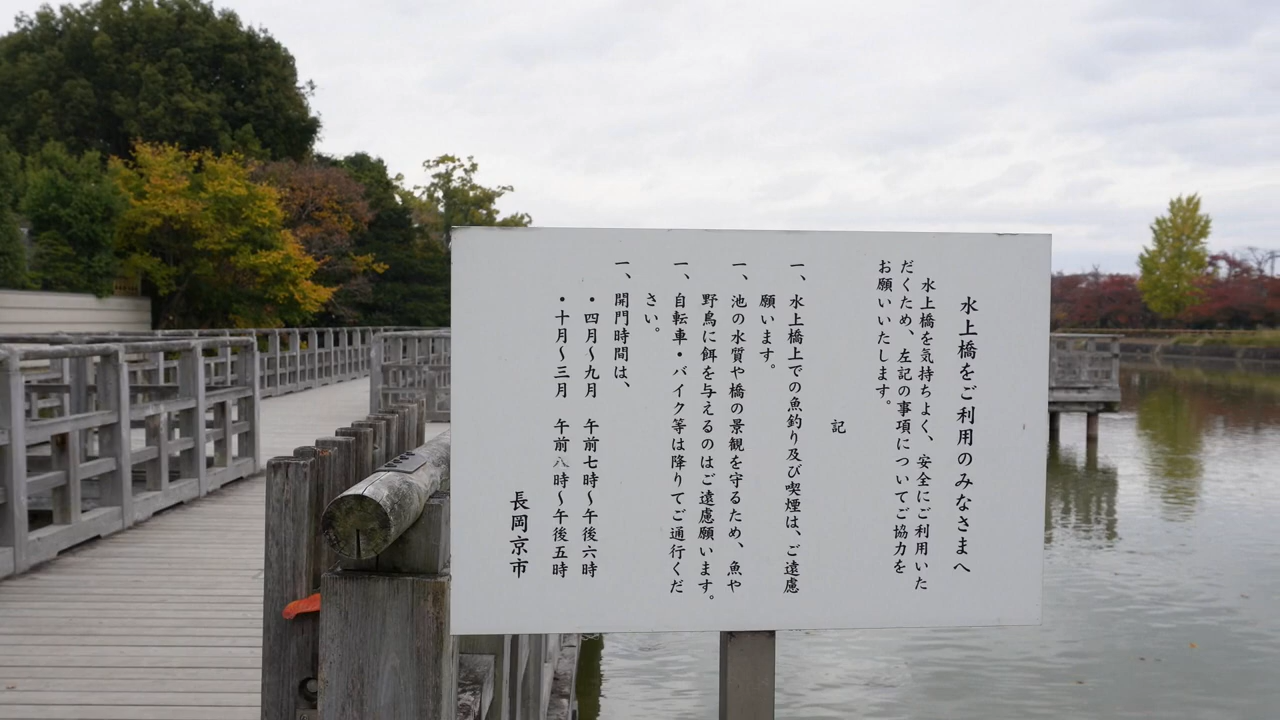 水上橋をご利用のみなさまへ
水上橋を気持ちよく、安全にご利用いた
だくため、左記の事項についてご協力を
お願いいたします。
記
一、水上橋上での魚釣り及び喫煙は、ご遠慮
願います。
一、池の水質や橋の景観を守るため、魚や
野鳥に餌を与えるのはご遠慮願います。
一、自転車・バイク等は降りてご通行くだ
さい。
一、開門時間は、
・四月〜九月　午前七時〜午後六時
・十月〜三月　午前八時〜午後五時
長岡京市